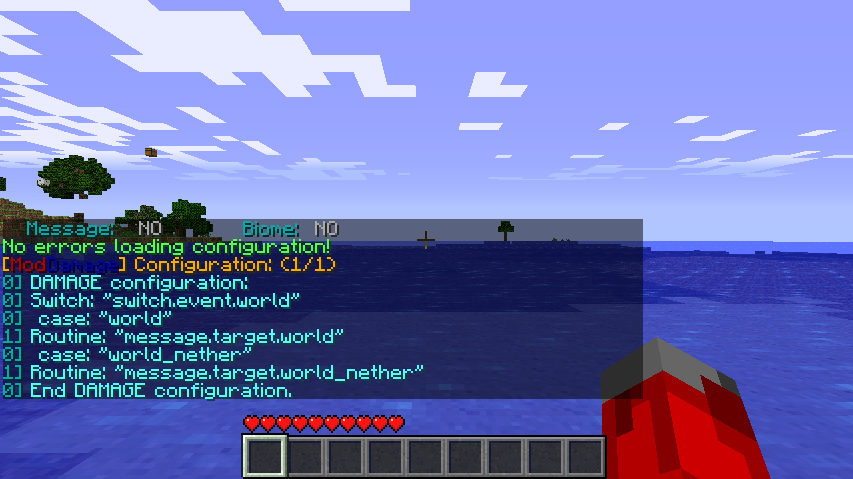 Message: NO Biome: NO
No errors loading configuration!
[ModDamage] Configuration: (1/1)
0] DAMAGE configuration:
0] Switch: "switch.event.world"
0] case: "world"
1] Routine: "message.target.world"
0] case: "world_nether"
1] Routine: "message.target.world_nether"
0] End DAMAGE configuration.